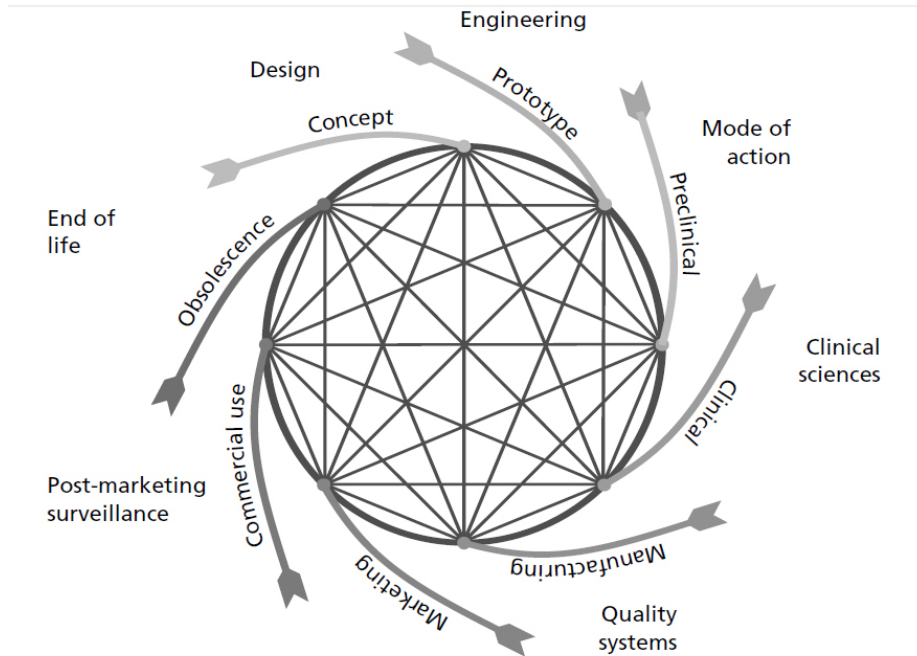 Engineering
Design
Prototype
Concept
Mode of
action
Preclinical
End of
life
Obsolescence
Clinical
sciences
Clinical
Commercial use
Post-marketing
surveillance
Manufacturing
Marketing
Quality
systems